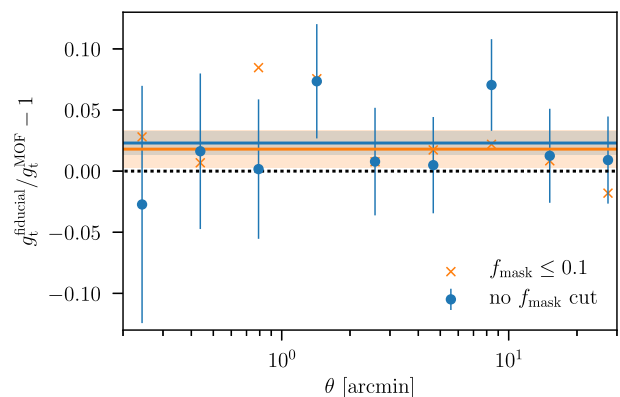 g_t^fiducial/g_t^MOF − 1
0.10
0.05
0.00
−0.05
−0.10
f_mask ≤ 0.1
no f_mask cut
10^0
10^1
θ [arcmin]